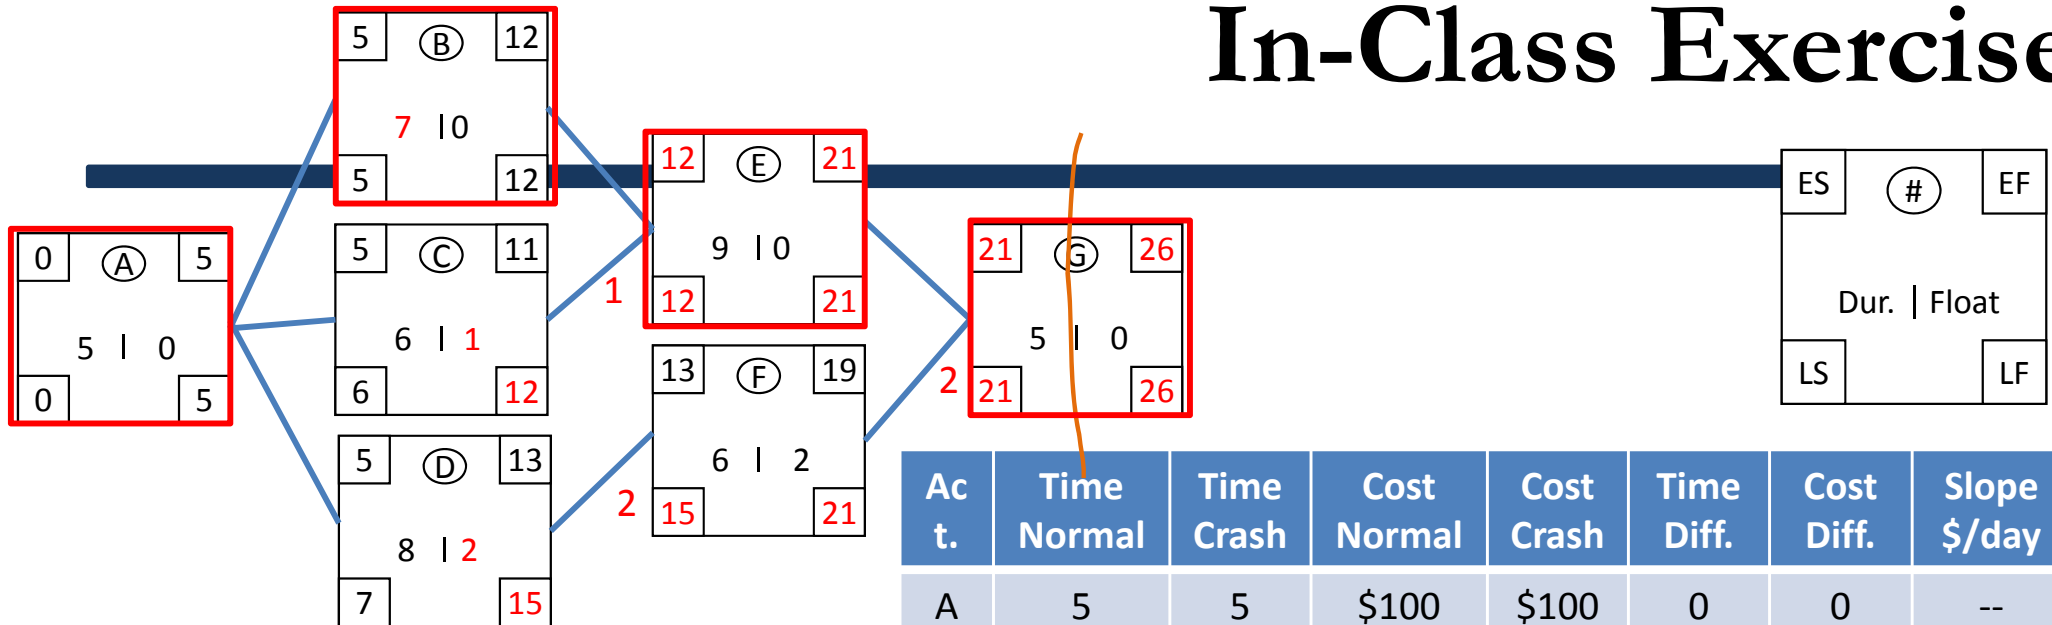 In-Class Exercise
5 B 12
7 | 0
5 12
0 A 5
5 | 0
0 5
5 C 11
6 | 1
6 12
5 D 13
8 | 2
7 15
1
2
12 E 21
9 | 0
12 21
13 F 19
6 | 2
15 21
2
21 G 26
5 | 0
21 26
ES # EF
Dur. | Float
LS LF
Ac
t. Time
Normal Time
Crash Cost
Normal Cost
Crash Time
Diff. Cost
Diff. Slope
$/day
A 5 5 $100 $100 0 0 --